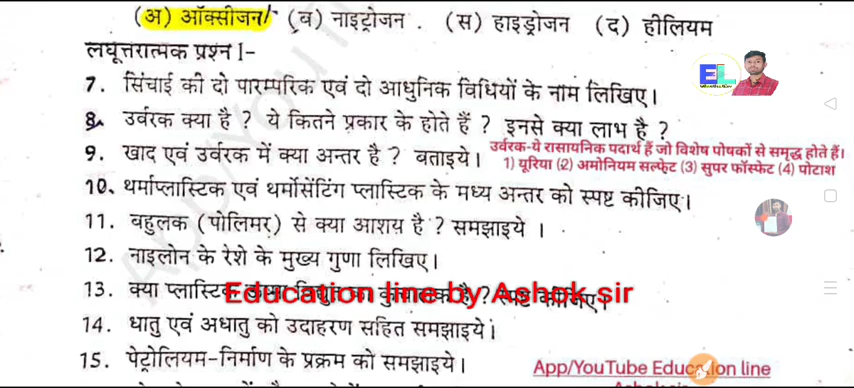 (अ) ऑक्सीजन (ब) नाइट्रोजन . (स) हाइड्रोजन (द) हीलियम
लघूत्तरात्मक प्रश्न I-
7. सिंचाई की दो पारम्परिक एवं दो आधुनिक विधियों के नाम लिखिए।
8. उर्वरक क्या है ? ये कितने प्रकार के होते हैं ? इनसे क्या लाभ है ?
9. खाद एवं उर्वरक में क्या अन्तर है ? बताइये।
उर्वरक-ये रासायनिक पदार्थ हैं जो विशेष पोषकों से समृद्ध होते हैं।
1) यूरिया (2) अमोनियम सल्फेट (3) सुपर फॉस्फेट (4) पोटाश
10. थर्माप्लास्टिक एवं थर्मोसेंटिंग प्लास्टिक के मध्य अन्तर को स्पष्ट कीजिए।
11. बहुलक (पोलिमर) से क्या आशय है ? समझाइये ।
12. नाइलोन के रेशे के मुख्य गुण लिखिए।
13. क्या प्लास्टिक है ? स्पष्ट कीजिए।
Education line by Ashok sir
14. धातु एवं अधातु को उदाहरण सहित समझाइये।
15. पेट्रोलियम-निर्माण के प्रक्रम को समझाइये।
App/YouTube Education line
EL